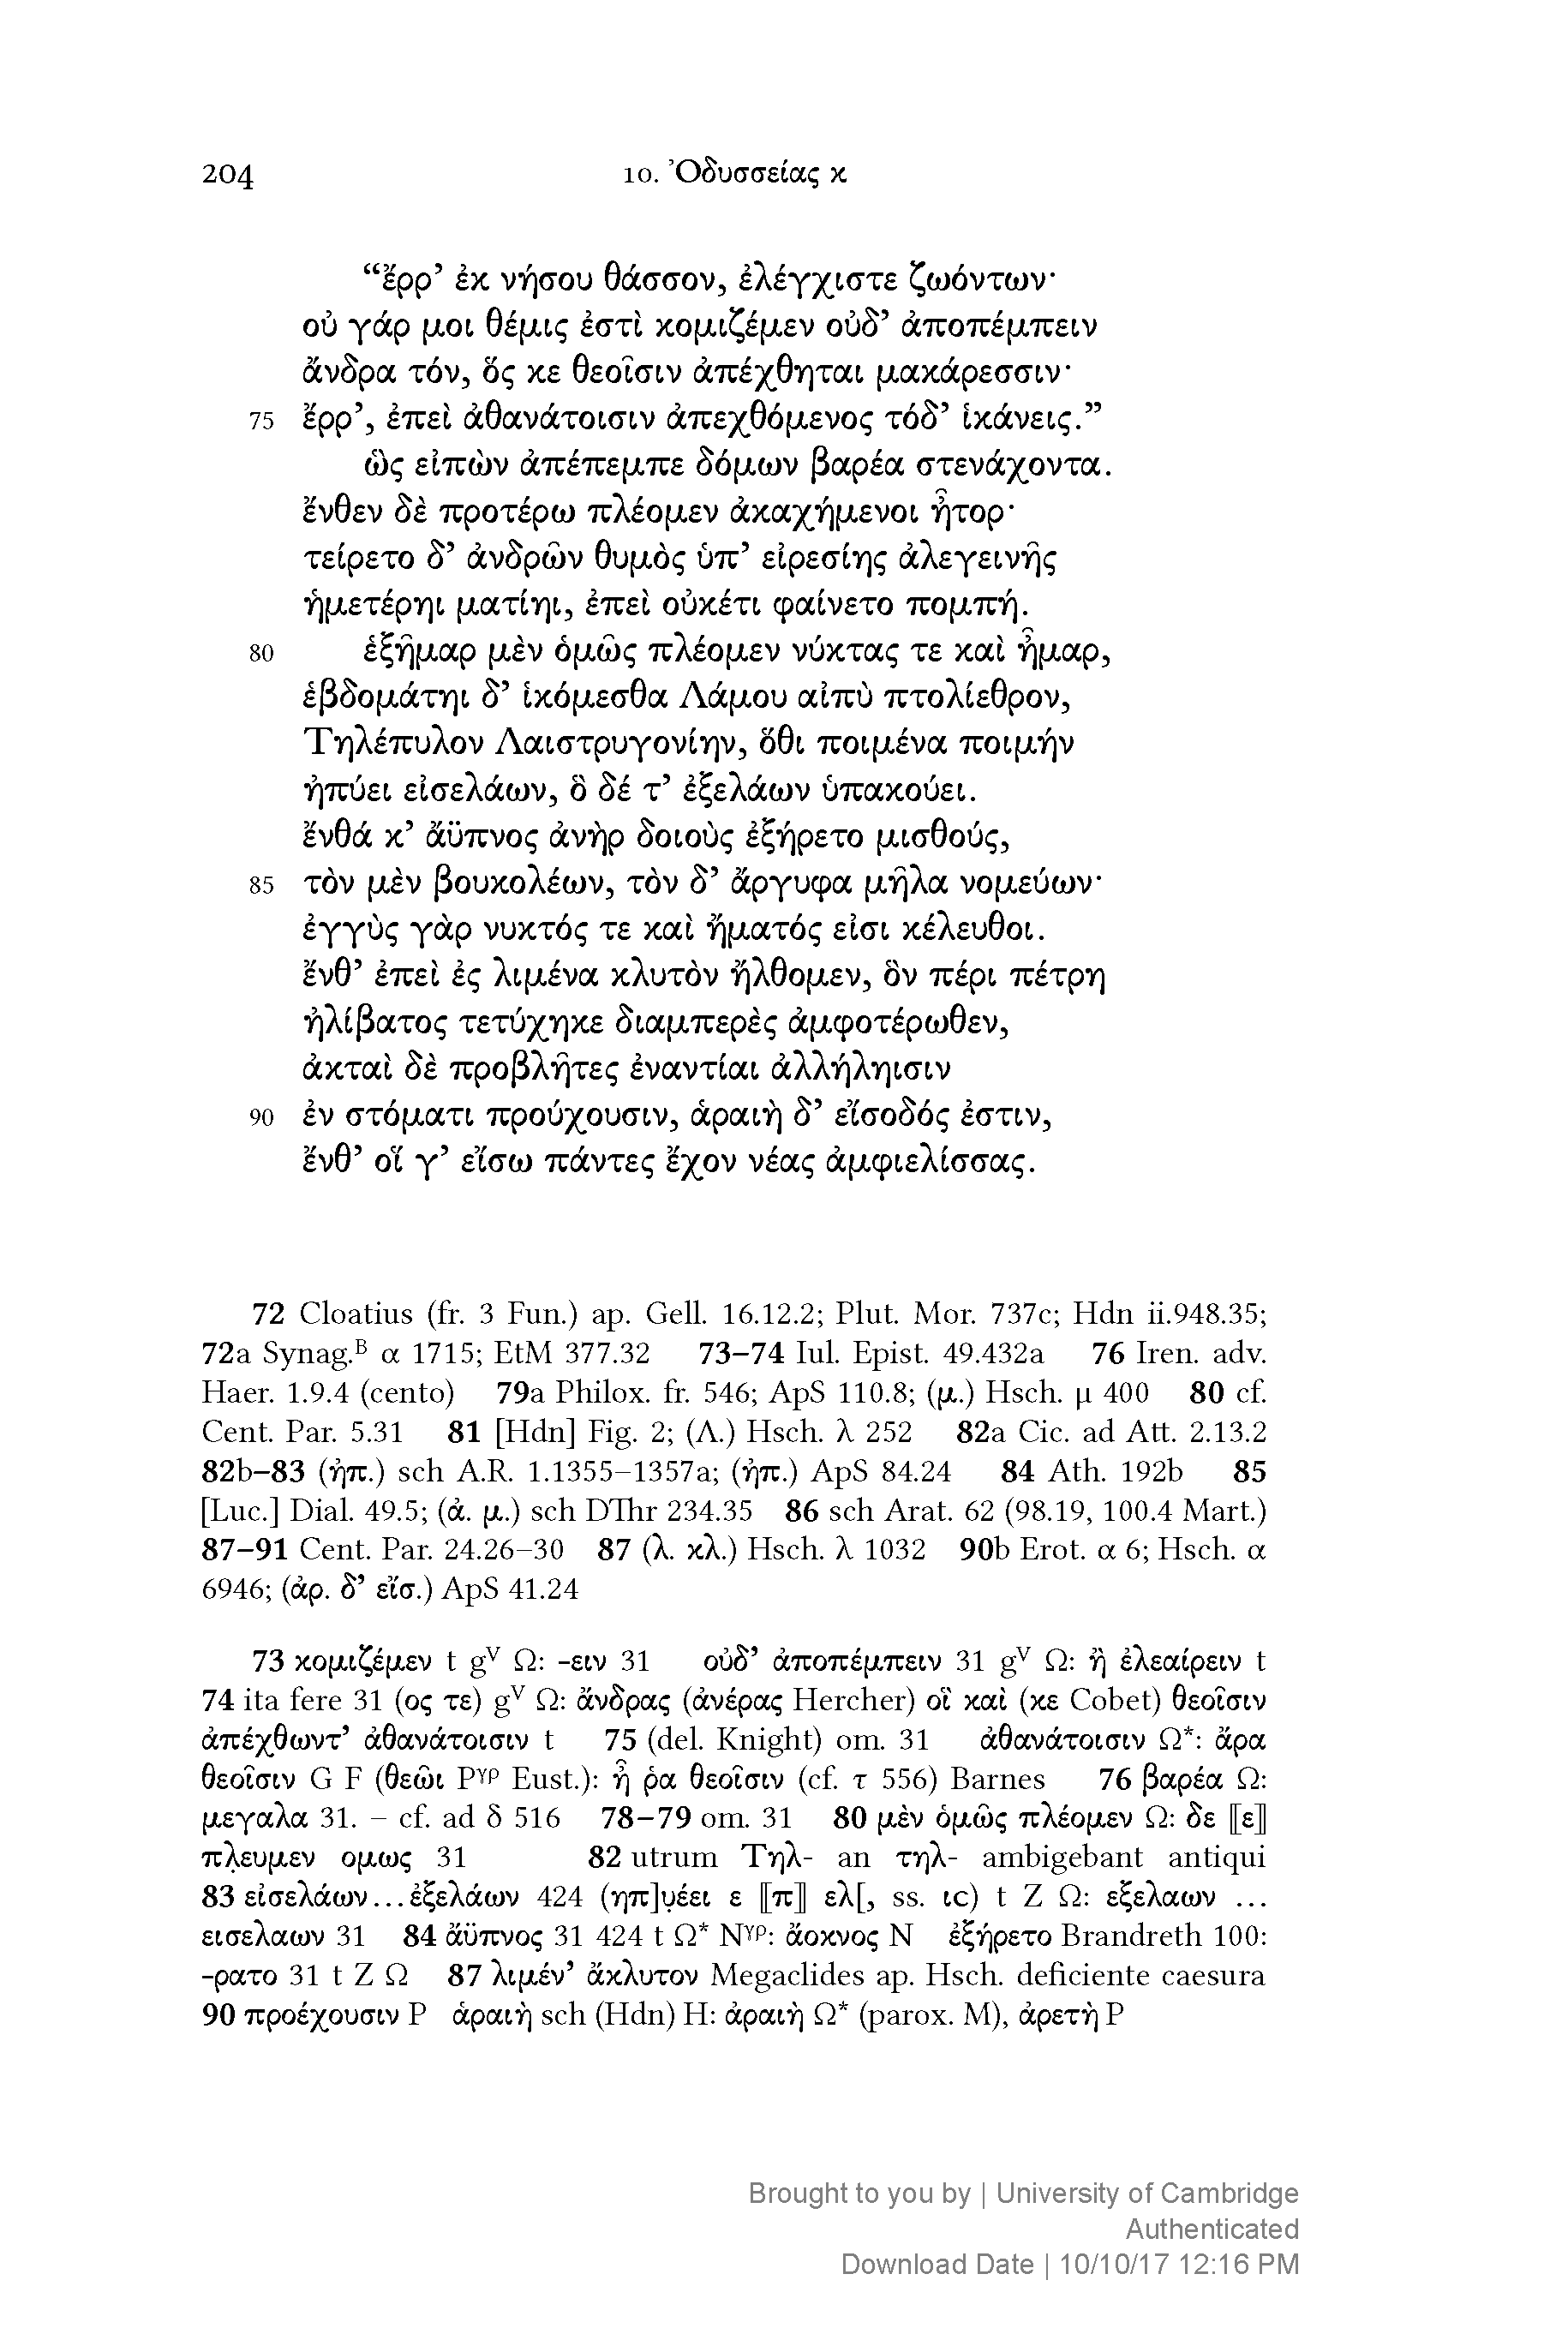 204
10. Ὀδυσσείας κ
“ἔρρ’ ἐκ νήσου θάσσον, ἐλέγχιστε ζωόντων·
οὐ γάρ μοι θέμις ἐστὶ κομιζέμεν οὐδ’ ἀποπέμπειν
ἄνδρα τόν, ὅς κε θεοῖσιν ἀπέχθηται μακάρεσσιν·
75 ἔρρ’, ἐπεὶ ἀθανάτοισιν ἀπεχθόμενος τόδ’ ἱκάνεις.”
ὣς εἰπὼν ἀπέπεμπε δόμων βαρέα στενάχοντα.
ἔνθεν δὲ προτέρω πλέομεν ἀκαχήμενοι ἦτορ·
τείρετο δ’ ἀνδρῶν θυμὸς ὑπ’ εἰρεσίης ἀλεγεινῆς
ἡμετέρηι ματίηι, ἐπεὶ οὐκέτι φαίνετο πομπή.
80 ἑξῆμαρ μὲν ὁμῶς πλέομεν νύκτας τε καὶ ἦμαρ,
ἑβδομάτηι δ’ ἱκόμεσθα Λάμου αἰπὺ πτολίεθρον,
Τηλέπυλον Λαιστρυγονίην, ὅθι ποιμένα ποιμήν
ἠπύει εἰσελάων, ὃ δέ τ’ ἐξελάων ὑπακούει.
ἔνθά κ’ ἄϋπνος ἀνὴρ δοιοὺς ἐξήρετο μισθούς,
85 τὸν μὲν βουκολέων, τὸν δ’ ἄργυφα μῆλα νομεύων·
ἐγγὺς γὰρ νυκτός τε καὶ ἤματός εἰσι κέλευθοι.
ἔνθ’ ἐπεὶ ἐς λιμένα κλυτὸν ἤλθομεν, ὃν πέρι πέτρη
ἠλίβατος τετύχηκε διαμπερὲς ἀμφοτέρωθεν,
ἀκταὶ δὲ προβλῆτες ἐναντίαι ἀλλήληισιν
90 ἐν στόματι προύχουσιν, ἁραιὴ δ’ εἴσοδός ἐστιν,
ἔνθ’ οἵ γ’ εἴσω πάντες ἔχον νέας ἀμφιελίσσας.
72 Cloatius (fr. 3 Fun.) ap. Gell. 16.12.2; Plut. Mor. 737c; Hdn ii.948.35;
72a Synag.ᴮ α 1715; EtM 377.32 73–74 Iul. Epist. 49.432a 76 Iren. adv.
Haer. 1.9.4 (cento) 79a Philox. fr. 546; ApS 110.8; (μ.) Hsch. μ 400 80 cf.
Cent. Par. 5.31 81 [Hdn] Fig. 2; (Λ.) Hsch. λ 252 82a Cic. ad Att. 2.13.2
82b–83 (ἠπ.) sch A.R. 1.1355–1357a; (ἠπ.) ApS 84.24 84 Ath. 192b 85
[Luc.] Dial. 49.5; (ἀ. μ.) sch DThr 234.35 86 sch Arat. 62 (98.19, 100.4 Mart.)
87–91 Cent. Par. 24.26–30 87 (λ. κλ.) Hsch. λ 1032 90b Erot. α 6; Hsch. α
6946; (ἀρ. δ’ εἴσ.) ApS 41.24
73 κομιζέμεν t gⱽ Ω: -ειν 31 οὐδ’ ἀποπέμπειν 31 gⱽ Ω: ἢ ἐλεαίρειν t
74 ita fere 31 (ος τε) gⱽ Ω: ἄνδρας (ἀνέρας Hercher) οἳ καὶ (κε Cobet) θεοῖσιν
ἀπέχθωντ’ ἀθανάτοισιν t 75 (del. Knight) om. 31 ἀθανάτοισιν Ω*: ἄρα
θεοῖσιν G F (θεῶι Pᵞᵖ Eust.): ἦ ῥα θεοῖσιν (cf. τ 556) Barnes 76 βαρέα Ω:
μεγαλα 31. – cf. ad δ 516 78–79 om. 31 80 μὲν ὁμῶς πλέομεν Ω: δε ⟦ε⟧
πλ̣ευμεν ομως 31 82 utrum Τηλ- an τηλ- ambigebant antiqui
83 εἰσελάων…ἐξελάων 424 (ηπ]υ̣έει ε ⟦π⟧ ελ[, ss. ιc) t Z Ω: εξελαων …
εισελαων 31 84 ἄϋπνος 31 424 t Ω* Nᵞᵖ: ἄοκνος N ἐξήρετο Brandreth 100:
-ρατο 31 t Z Ω 87 λιμέν’ ἄκλυτον Megaclides ap. Hsch. deficiente caesura
90 προέχουσιν P ἁραιὴ sch (Hdn) H: ἀραιὴ Ω* (parox. M), ἀρετὴ P
Brought to you by | University of Cambridge
Authenticated
Download Date | 10/10/17 12:16 PM